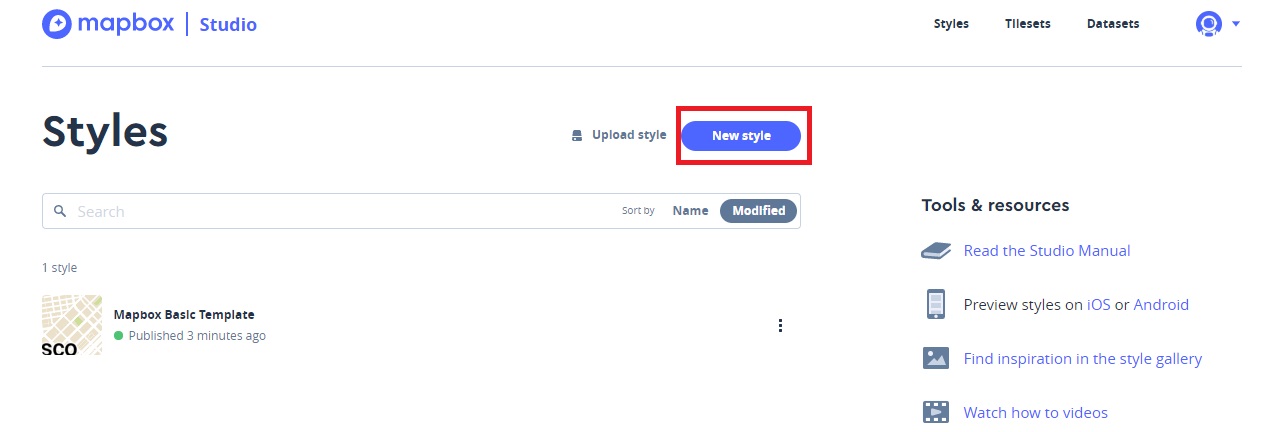 mapbox | Studio
Styles Tilesets Datasets
Styles
Upload style
New style
Search
Sort by Name Modified
1 style
Mapbox Basic Template
Published 3 minutes ago
SCO
Tools & resources
Read the Studio Manual
Preview styles on iOS or Android
Find inspiration in the style gallery
Watch how to videos